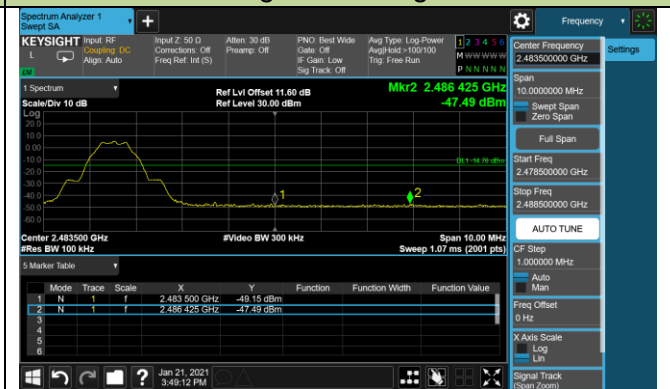 Spectrum Analyzer 1
Swept SA
+
Frequency
KEYSIGHT Input: RF
Coupling: DC
Align: Auto
L
LXI
Input Z: 50 Ω
Corrections: Off
Freq Ref: Int (S)
Atten: 30 dB
Preamp: Off
PNO: Best Wide
Gate: Off
IF Gain: Low
Sig Track: Off
Avg Type: Log-Power
Avg|Hold:>100/100
Trig: Free Run
1 2 3 4 5 6
M W W W W W
P N N N N N
1 Spectrum
Scale/Div 10 dB
Ref Lvl Offset 11.60 dB
Ref Level 30.00 dBm
Mkr2 2.486 425 GHz
-47.49 dBm
Log
20.0
10.0
0.00
-10.0
-20.0
-30.0
-40.0
-50.0
-60.0
DL1 -14.76 dBm
1
2
Center 2.483500 GHz
#Res BW 100 kHz
#Video BW 300 kHz
Span 10.00 MHz
Sweep 1.07 ms (2001 pts)
5 Marker Table
Mode Trace Scale X Y Function Function Width Function Value
1 N 1 f 2.483 500 GHz -49.15 dBm
2 N 1 f 2.486 425 GHz -47.49 dBm
3
4
5
6
Jan 21, 2021
3:49:12 PM
?
Center Frequency
2.483500000 GHz
Settings
Span
10.0000000 MHz
Swept Span
Zero Span
Full Span
Start Freq
2.478500000 GHz
Stop Freq
2.488500000 GHz
AUTO TUNE
CF Step
1.000000 MHz
Auto
Man
Freq Offset
0 Hz
X Axis Scale
Log
Lin
Signal Track
(Span Zoom)